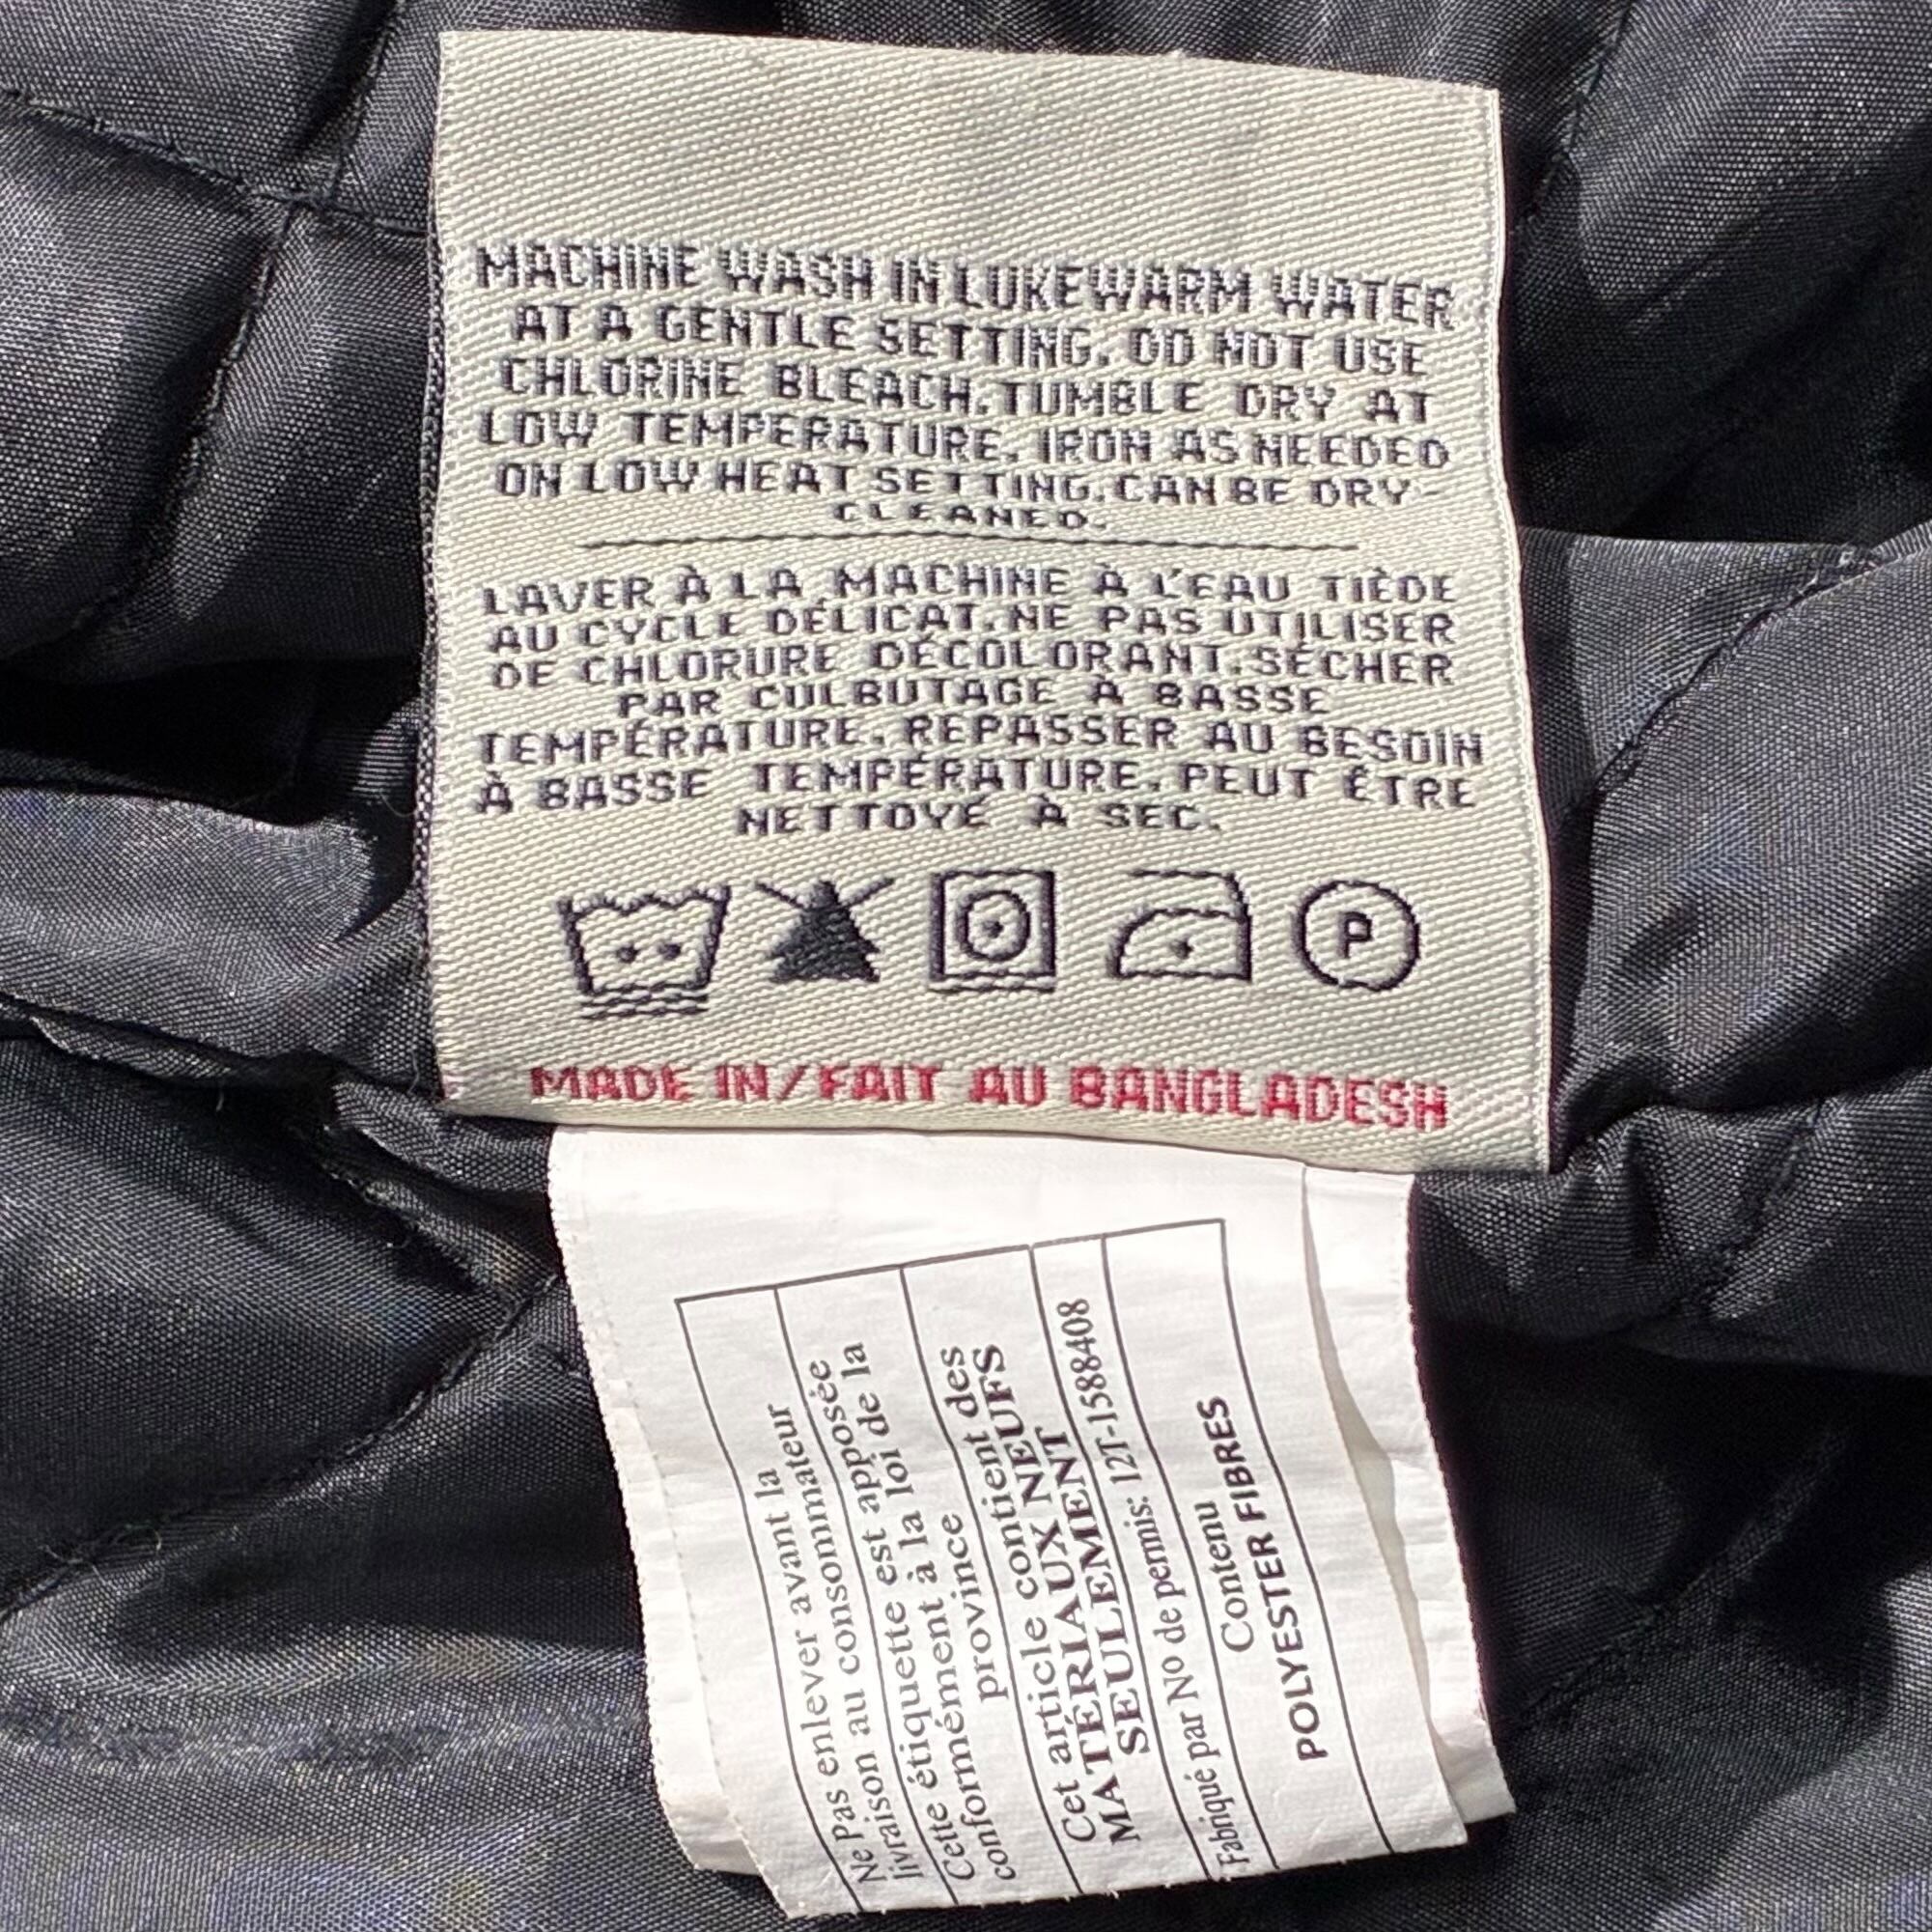 MACHINE WASH IN LUKEWARM WATER
AT A GENTLE SETTING. DO NOT USE
CHLORINE BLEACH. TUMBLE DRY AT
LOW TEMPERATURE. IRON AS NEEDED
ON LOW HEAT SETTING. CAN BE DRY-
CLEANED.
LAVER À LA MACHINE À L'EAU TIÈDE
AU CYCLE DÉLICAT. NE PAS UTILISER
DE CHLORURE DÉCOLORANT. SÉCHER
PAR CULBUTAGE À BASSE
TEMPÉRATURE. REPASSER AU BESOIN
À BASSE TEMPÉRATURE. PEUT ÊTRE
NETTOYÉ À SEC.
P
MADE IN/FAIT AU BANGLADESH
Ne Pas enlever avant la
livraison au consommateur
Cette étiquette est apposée
conformément à la loi de la
province
Cet article contient des
MATÉRIAUX NEUFS
SEULEMENT
Fabriqué par No de permis: 12T-1588408
Contenu
POLYESTER FIBRES